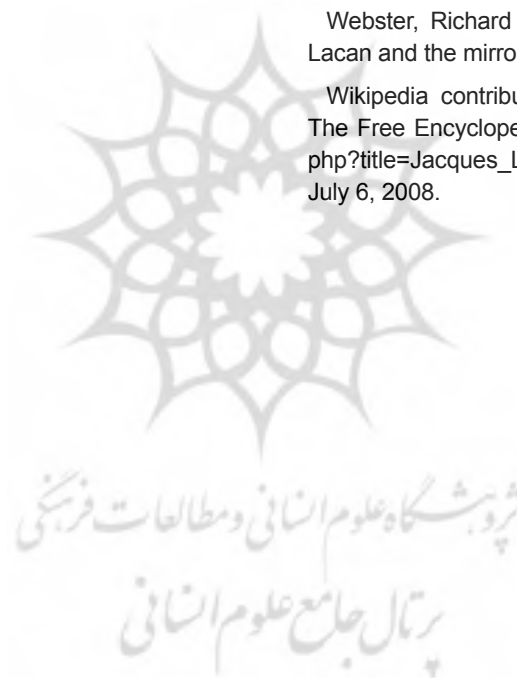 Webster, Richard
Lacan and the mirro
Wikipedia contribu
The Free Encyclope
php?title=Jacques_L
July 6, 2008.
پژوهشگاه علوم انسانی و مطالعات فرهنگی
پرتال جامع علوم انسانی